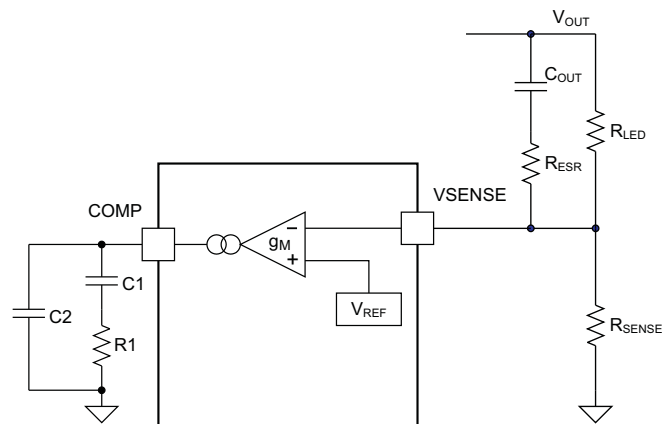 VOUT
COUT
RLED
RESR
VSENSE
COMP
gM
−
+
C1
C2
VREF
R1
RSENSE